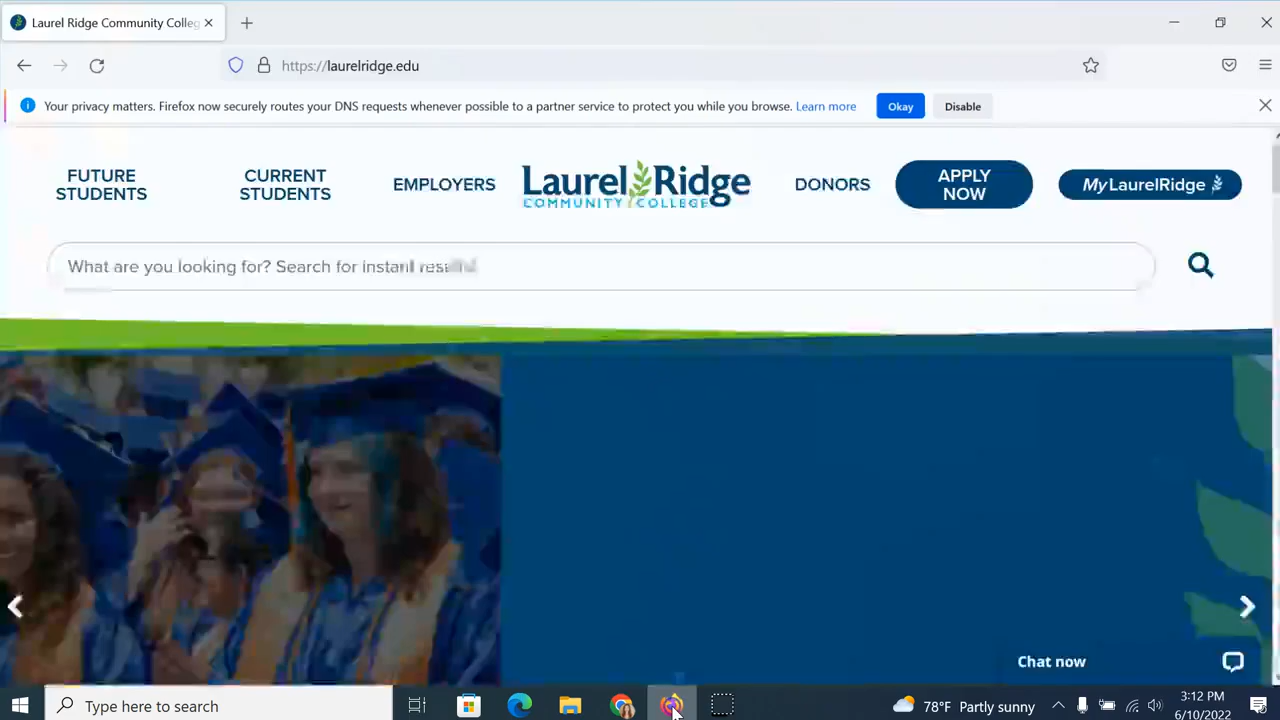 Laurel Ridge Community Colleg
https://laurelridge.edu
Your privacy matters. Firefox now securely routes your DNS requests whenever possible to a partner service to protect you while you browse. Learn more
Okay
Disable
FUTURE
STUDENTS
CURRENT
STUDENTS
EMPLOYERS
Laurel Ridge
COMMUNITY COLLEGE
DONORS
APPLY
NOW
MyLaurelRidge
What are you looking for? Search for instant
Chat now
Type here to search
78°F Partly sunny
3:12 PM
6/10/2022